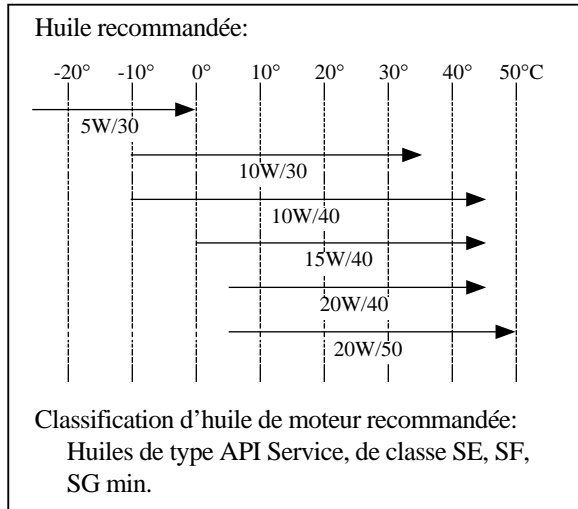 Huile recommandée:
-20° -10° 0° 10° 20° 30° 40° 50°C
5W/30
10W/30
10W/40
15W/40
20W/40
20W/50
Classification d’huile de moteur recommandée:
Huiles de type API Service, de classe SE, SF,
SG min.